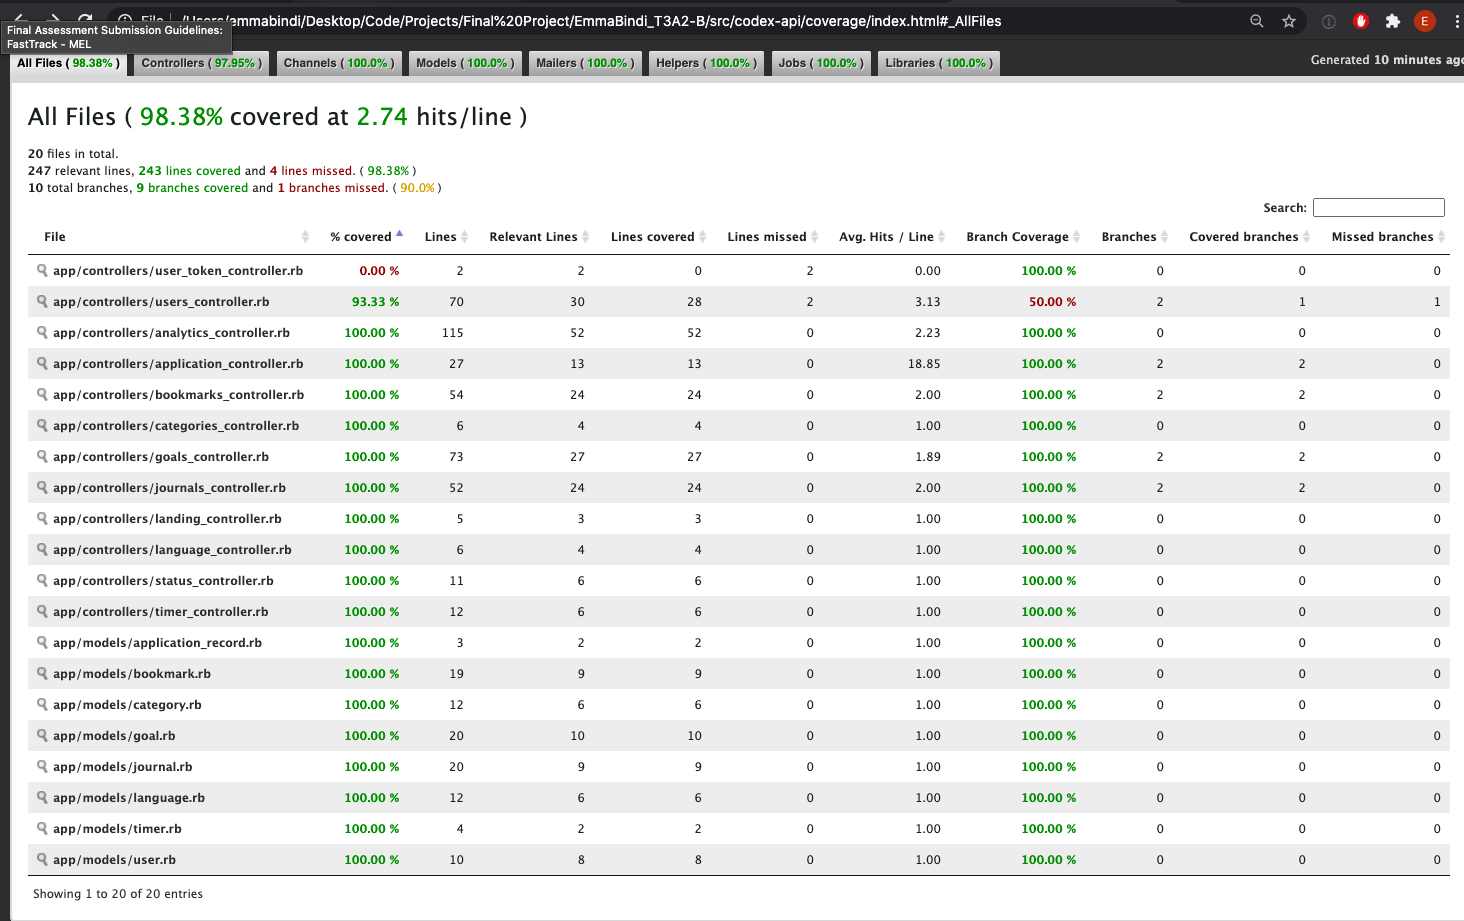 File /Users/emmabindi/Desktop/Code/Projects/Final%20Project/EmmaBindi_T3A2-B/src/codex-api/coverage/index.html#_AllFiles
E
Final Assessment Submission Guidelines:
FastTrack - MEL
All Files ( 98.38% ) Controllers ( 97.95% ) Channels ( 100.0% ) Models ( 100.0% ) Mailers ( 100.0% ) Helpers ( 100.0% ) Jobs ( 100.0% ) Libraries ( 100.0% ) Generated 10 minutes ago
All Files ( 98.38% covered at 2.74 hits/line )
20 files in total.
247 relevant lines, 243 lines covered and 4 lines missed. ( 98.38% )
10 total branches, 9 branches covered and 1 branches missed. ( 90.0% )
Search:
File % covered Lines Relevant Lines Lines covered Lines missed Avg. Hits / Line Branch Coverage Branches Covered branches Missed branches
app/controllers/user_token_controller.rb 0.00 % 2 2 0 2 0.00 100.00 % 0 0 0
app/controllers/users_controller.rb 93.33 % 70 30 28 2 3.13 50.00 % 2 1 1
app/controllers/analytics_controller.rb 100.00 % 115 52 52 0 2.23 100.00 % 0 0 0
app/controllers/application_controller.rb 100.00 % 27 13 13 0 18.85 100.00 % 2 2 0
app/controllers/bookmarks_controller.rb 100.00 % 54 24 24 0 2.00 100.00 % 2 2 0
app/controllers/categories_controller.rb 100.00 % 6 4 4 0 1.00 100.00 % 0 0 0
app/controllers/goals_controller.rb 100.00 % 73 27 27 0 1.89 100.00 % 2 2 0
app/controllers/journals_controller.rb 100.00 % 52 24 24 0 2.00 100.00 % 2 2 0
app/controllers/landing_controller.rb 100.00 % 5 3 3 0 1.00 100.00 % 0 0 0
app/controllers/language_controller.rb 100.00 % 6 4 4 0 1.00 100.00 % 0 0 0
app/controllers/status_controller.rb 100.00 % 11 6 6 0 1.00 100.00 % 0 0 0
app/controllers/timer_controller.rb 100.00 % 12 6 6 0 1.00 100.00 % 0 0 0
app/models/application_record.rb 100.00 % 3 2 2 0 1.00 100.00 % 0 0 0
app/models/bookmark.rb 100.00 % 19 9 9 0 1.00 100.00 % 0 0 0
app/models/category.rb 100.00 % 12 6 6 0 1.00 100.00 % 0 0 0
app/models/goal.rb 100.00 % 20 10 10 0 1.00 100.00 % 0 0 0
app/models/journal.rb 100.00 % 20 9 9 0 1.00 100.00 % 0 0 0
app/models/language.rb 100.00 % 12 6 6 0 1.00 100.00 % 0 0 0
app/models/timer.rb 100.00 % 4 2 2 0 1.00 100.00 % 0 0 0
app/models/user.rb 100.00 % 10 8 8 0 1.00 100.00 % 0 0 0
Showing 1 to 20 of 20 entries